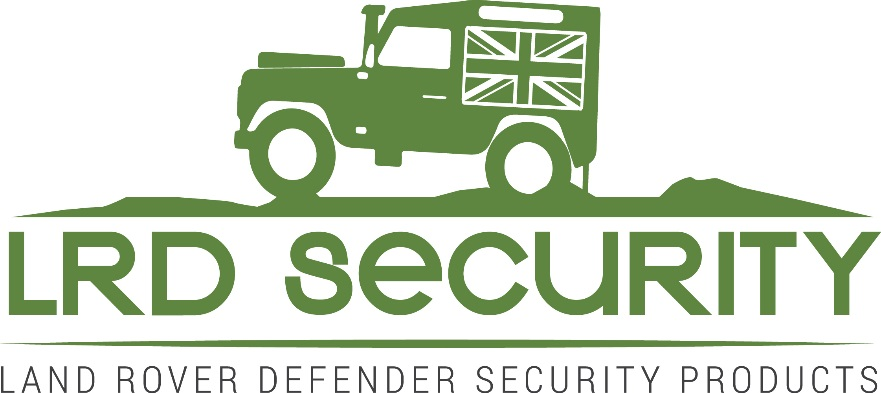 LRD SeCURITY
LAND ROVER DEFENDER SECURITY PRODUCTS